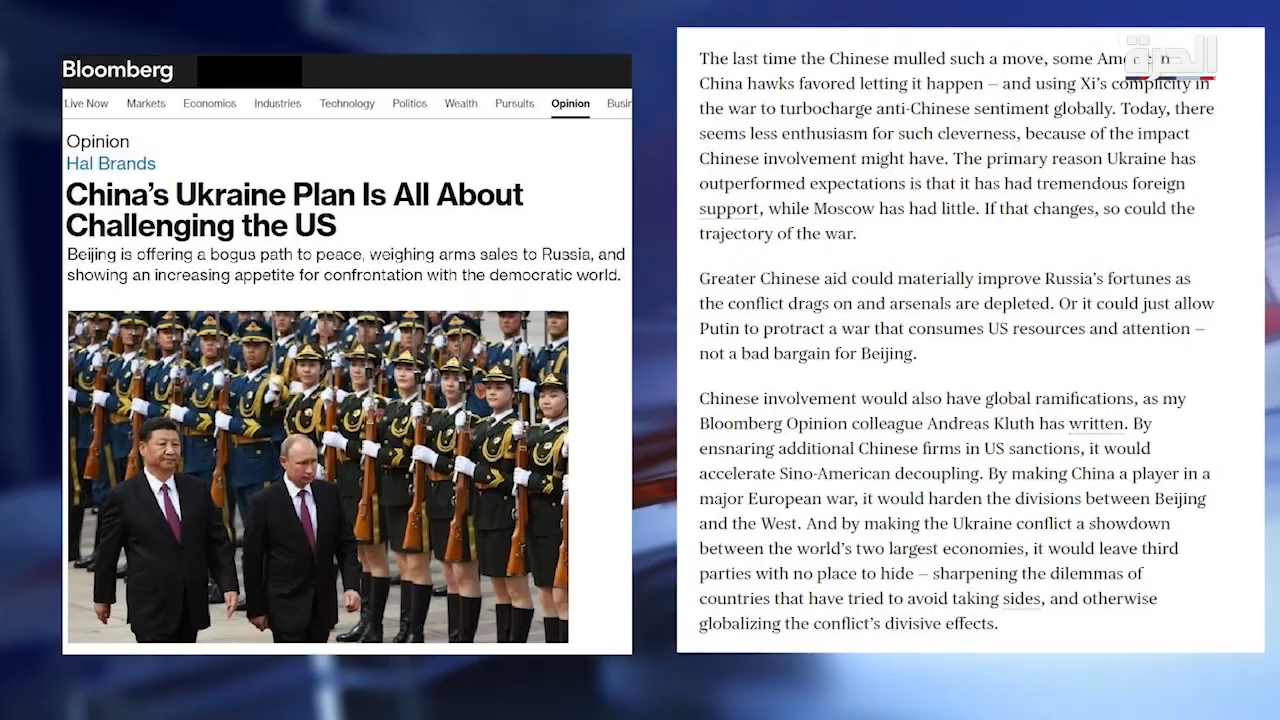 Bloomberg
Live Now Markets Economics Industries Technology Politics Wealth Pursuits Opinion Busin
Opinion
Hal Brands
China's Ukraine Plan Is All About
Challenging the US
Beijing is offering a bogus path to peace, weighing arms sales to Russia, and
showing an increasing appetite for confrontation with the democratic world.
الحرة
The last time the Chinese mulled such a move, some American
China hawks favored letting it happen – and using Xi's complicity in
the war to turbocharge anti-Chinese sentiment globally. Today, there
seems less enthusiasm for such cleverness, because of the impact
Chinese involvement might have. The primary reason Ukraine has
outperformed expectations is that it has had tremendous foreign
support, while Moscow has had little. If that changes, so could the
trajectory of the war.
Greater Chinese aid could materially improve Russia's fortunes as
the conflict drags on and arsenals are depleted. Or it could just allow
Putin to protract a war that consumes US resources and attention –
not a bad bargain for Beijing.
Chinese involvement would also have global ramifications, as my
Bloomberg Opinion colleague Andreas Kluth has written. By
ensnaring additional Chinese firms in US sanctions, it would
accelerate Sino-American decoupling. By making China a player in a
major European war, it would harden the divisions between Beijing
and the West. And by making the Ukraine conflict a showdown
between the world's two largest economies, it would leave third
parties with no place to hide – sharpening the dilemmas of
countries that have tried to avoid taking sides, and otherwise
globalizing the conflict's divisive effects.